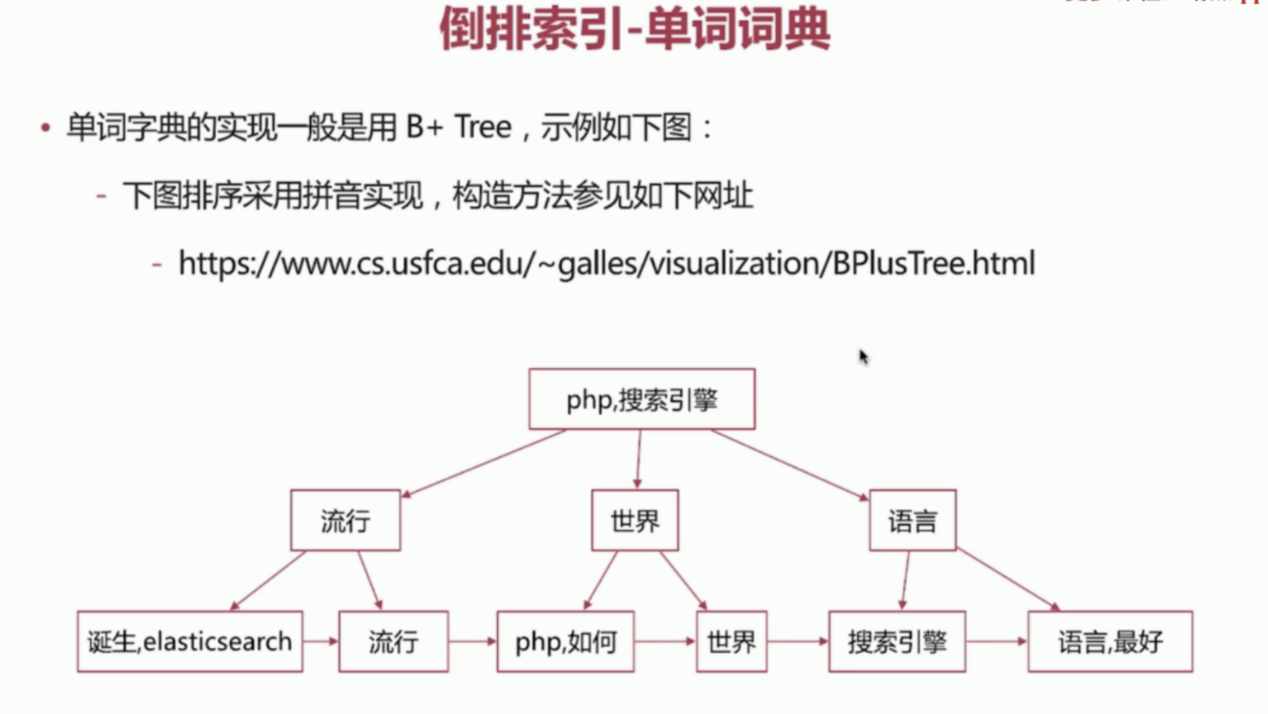 倒排索引-单词词典
• 单词字典的实现一般是用 B+ Tree，示例如下图：
- 下图排序采用拼音实现，构造方法参见如下网址
- https://www.cs.usfca.edu/~galles/visualization/BPlusTree.html
php,搜索引擎
流行
世界
语言
诞生,elasticsearch
流行
php,如何
世界
搜索引擎
语言,最好